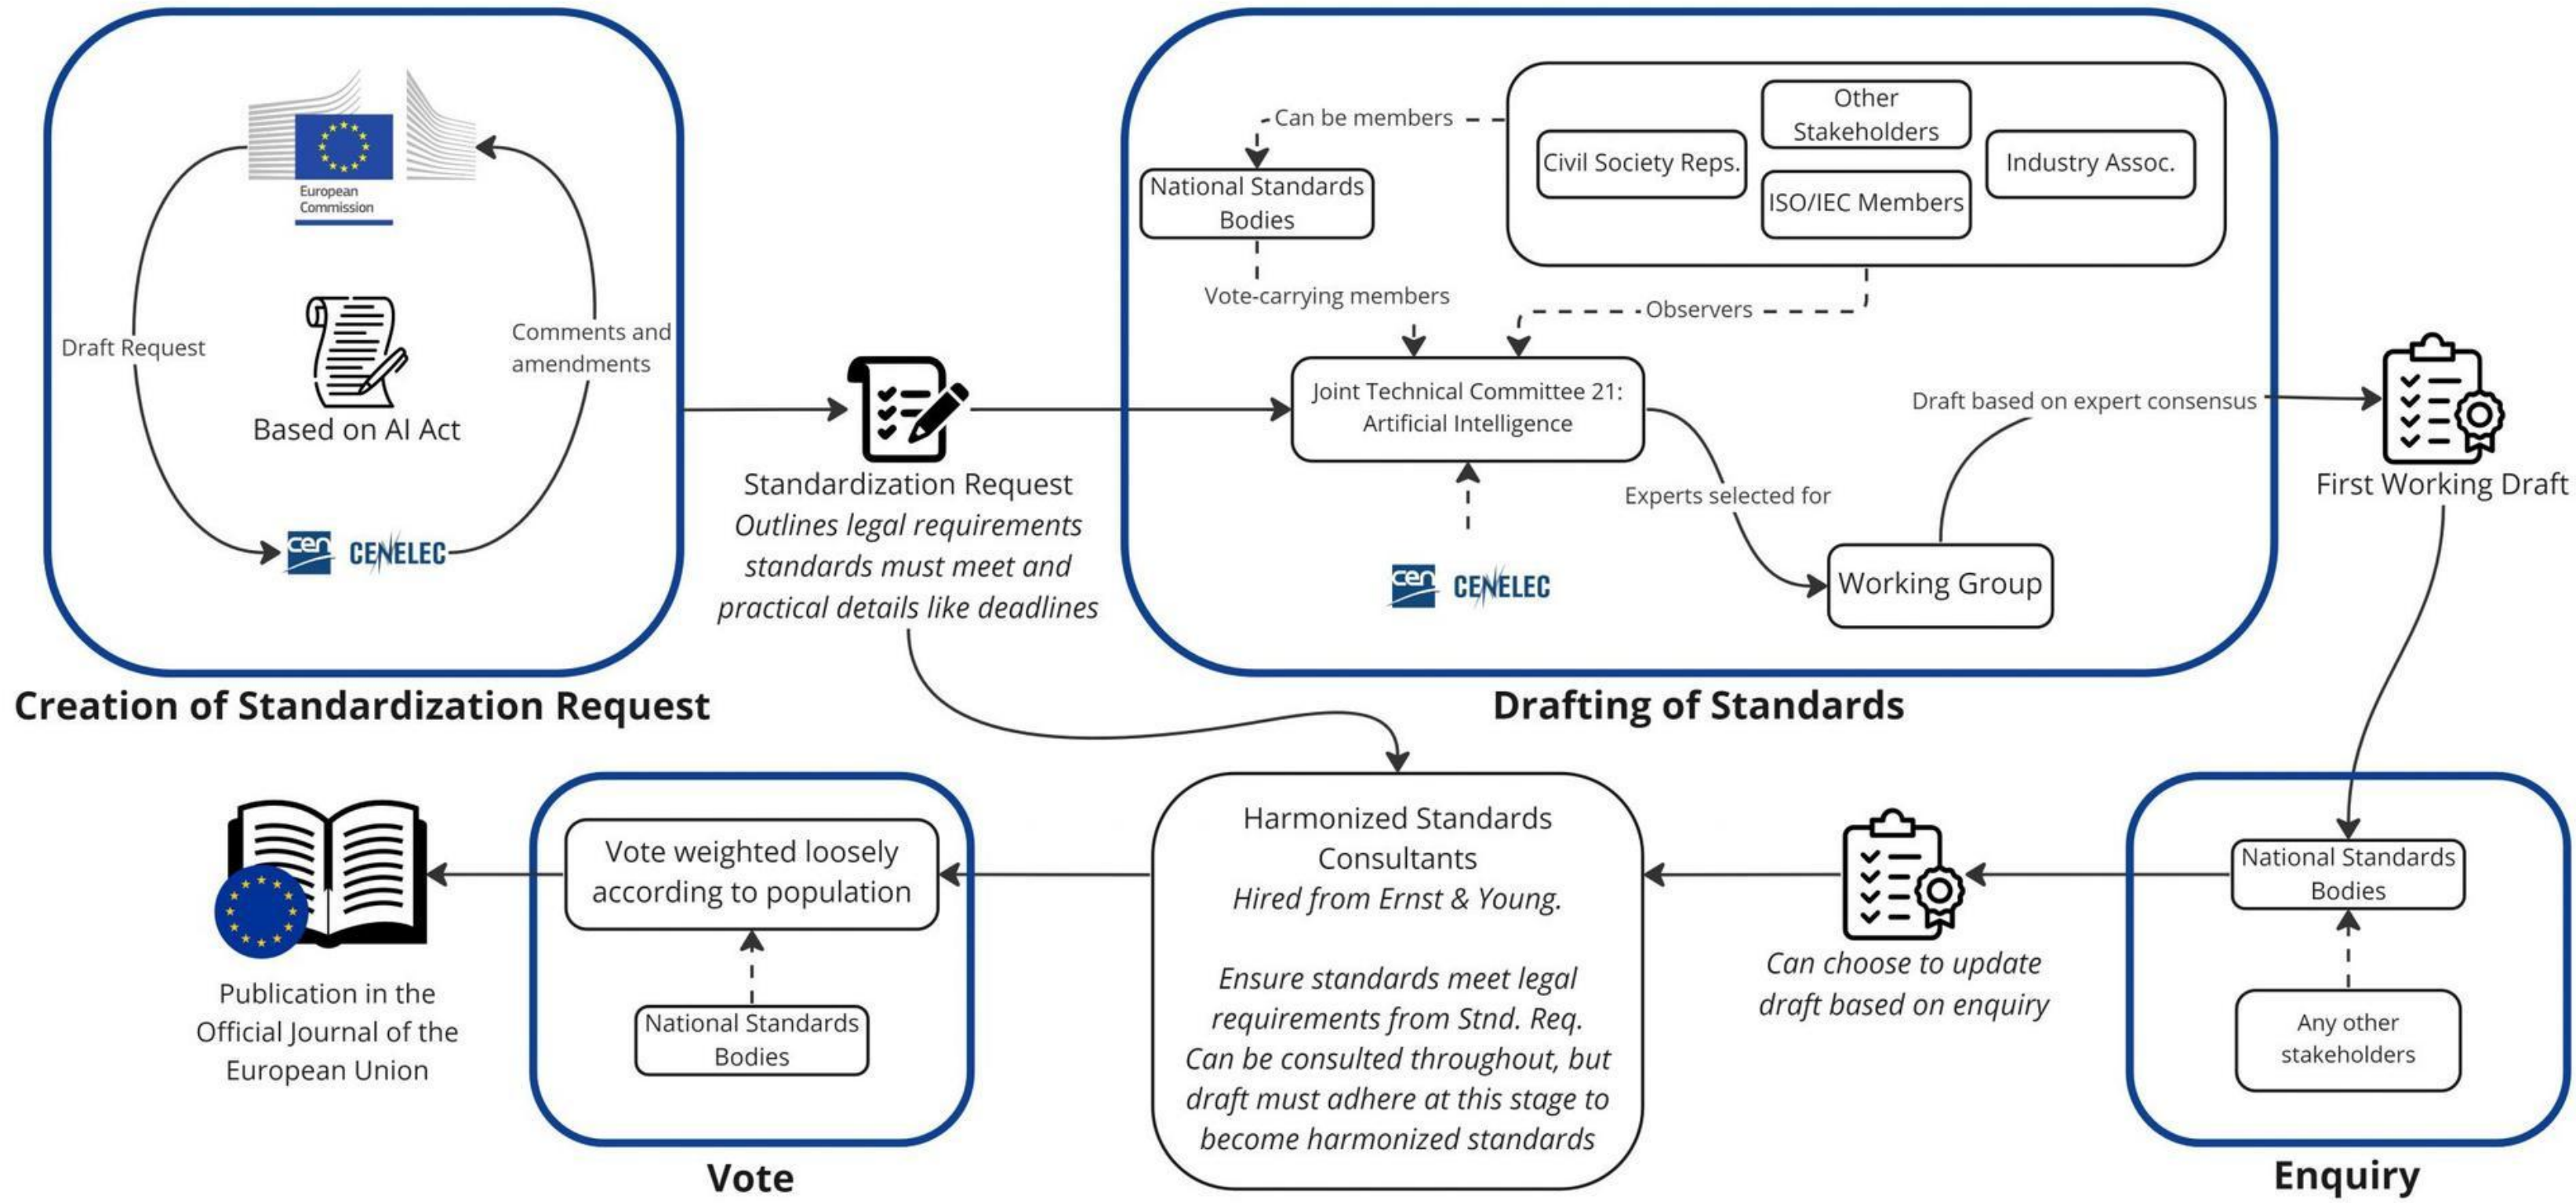 European
Commission
Draft Request
Comments and
amendments
Based on AI Act
cen CENELEC
Creation of Standardization Request
Standardization Request
Outlines legal requirements
standards must meet and
practical details like deadlines
Can be members
National Standards
Bodies
Other
Stakeholders
Civil Society Reps.
Industry Assoc.
ISO/IEC Members
Vote-carrying members
Observers
Joint Technical Committee 21:
Artificial Intelligence
cen CENELEC
Experts selected for
Working Group
Draft based on expert consensus
Drafting of Standards
First Working Draft
National Standards
Bodies
Any other
stakeholders
Enquiry
Can choose to update
draft based on enquiry
Harmonized Standards
Consultants
Hired from Ernst & Young.
Ensure standards meet legal
requirements from Stnd. Req.
Can be consulted throughout, but
draft must adhere at this stage to
become harmonized standards
Vote weighted loosely
according to population
National Standards
Bodies
Vote
Publication in the
Official Journal of the
European Union